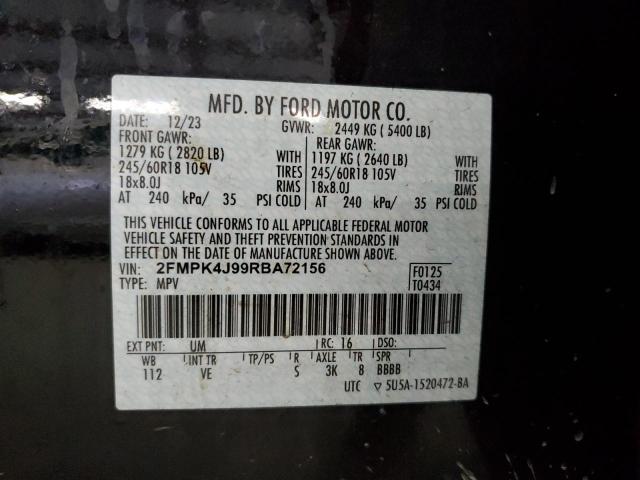 MFD. BY FORD MOTOR CO.
DATE: 12/23 GVWR: 2449 KG ( 5400 LB)
FRONT GAWR: REAR GAWR:
1279 KG ( 2820 LB) WITH 1197 KG ( 2640 LB) WITH
245/60R18 105V TIRES 245/60R18 105V TIRES
18x8.0J RIMS 18x8.0J RIMS
AT 240 kPa/ 35 PSI COLD AT 240 kPa/ 35 PSI COLD
THIS VEHICLE CONFORMS TO ALL APPLICABLE FEDERAL MOTOR
VEHICLE SAFETY AND THEFT PREVENTION STANDARDS IN
EFFECT ON THE DATE OF MANUFACTURE SHOWN ABOVE.
VIN: 2FMPK4J99RBA72156 F0125
TYPE: MPV T0434
EXT PNT: UM RC: 16 DSO:
WB INT TR TP/PS R AXLE TR SPR
112 VE S 3K 8 BBBB
UTC ▽5U5A-1520472-BA